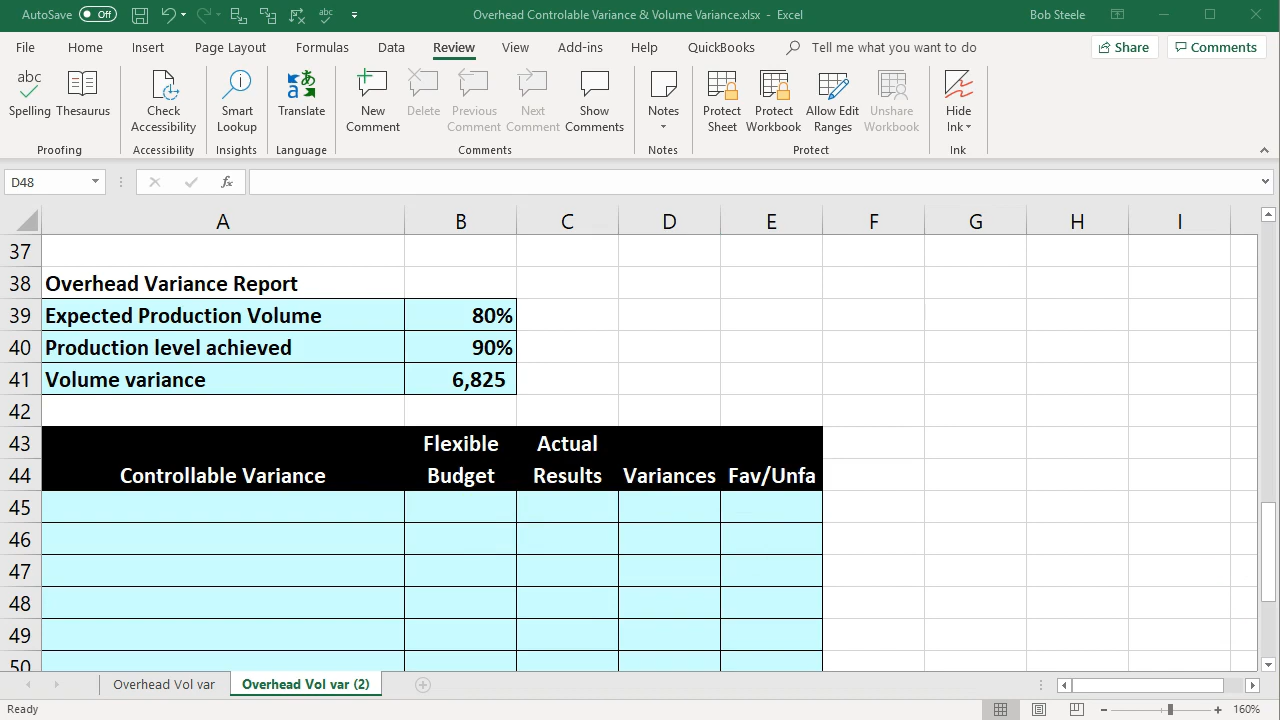 AutoSave Off
Overhead Controlable Variance & Volume Variance.xlsx - Excel
Bob Steele
File Home Insert Page Layout Formulas Data Review View Add-ins Help QuickBooks Tell me what you want to do Share Comments
abc
Spelling
Thesaurus
Check
Accessibility
Smart
Lookup
Translate
New
Comment
Delete
Previous
Comment
Next
Comment
Show
Comments
Notes
Protect
Sheet
Protect
Workbook
Allow Edit
Ranges
Unshare
Workbook
Hide
Ink
Proofing Accessibility Insights Language Comments Notes Protect Ink
D48 fx
A B C D E F G H I
37
38 Overhead Variance Report
39 Expected Production Volume 80%
40 Production level achieved 90%
41 Volume variance 6,825
42
43 Flexible Actual
44 Controllable Variance Budget Results Variances Fav/Unfa
45
46
47
48
49
50
Overhead Vol var Overhead Vol var (2)
Ready 160%